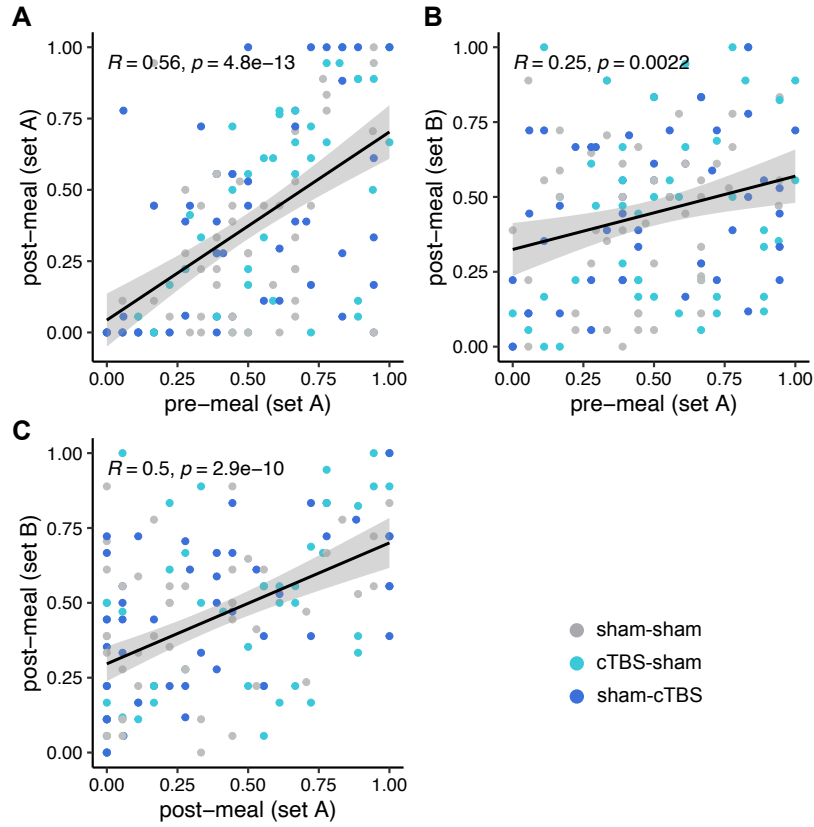 A
R = 0.56, p = 4.8e−13
1.00
0.75
0.50
0.25
0.00
post−meal (set A)
0.00 0.25 0.50 0.75 1.00
pre−meal (set A)
B
R = 0.25, p = 0.0022
1.00
0.75
0.50
0.25
0.00
post−meal (set B)
0.00 0.25 0.50 0.75 1.00
pre−meal (set A)
C
R = 0.5, p = 2.9e−10
1.00
0.75
0.50
0.25
0.00
post−meal (set B)
0.00 0.25 0.50 0.75 1.00
post−meal (set A)
sham-sham
cTBS-sham
sham-cTBS